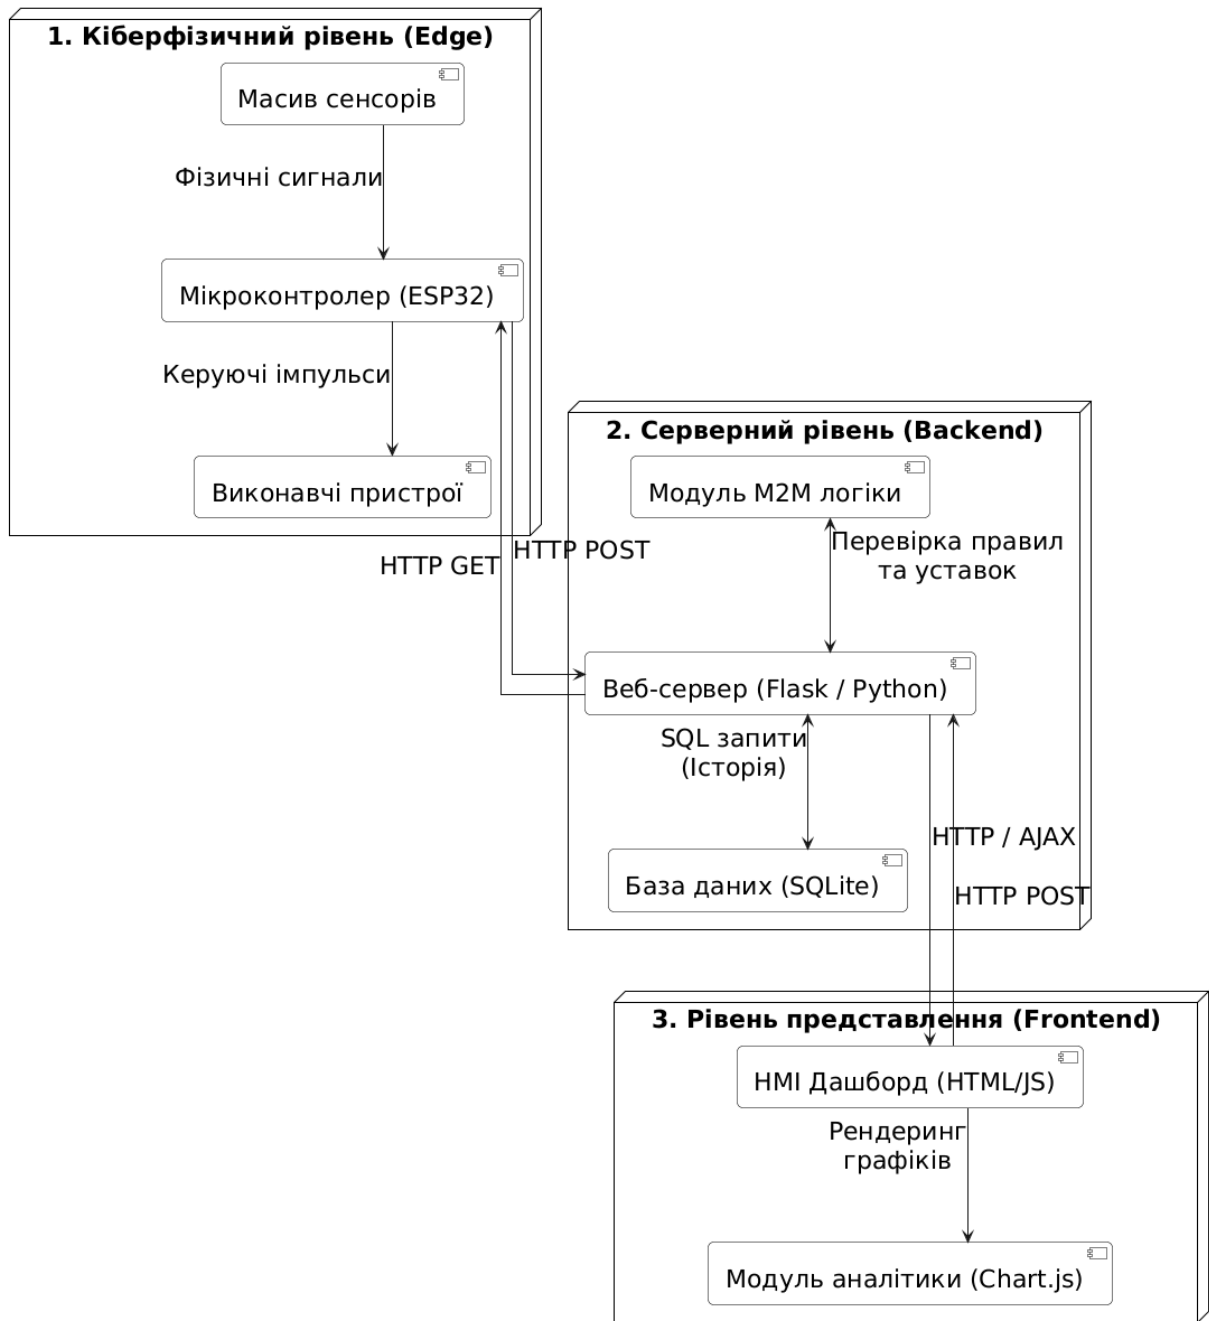 1. Кіберфізичний рівень (Edge)
Масив сенсорів
Фізичні сигнали
Мікроконтролер (ESP32)
Керуючі імпульси
Виконавчі пристрої
HTTP GET
HTTP POST
2. Серверний рівень (Backend)
Модуль M2M логіки
Перевірка правил
та уставок
Веб-сервер (Flask / Python)
SQL запити
(Історія)
База даних (SQLite)
HTTP / AJAX
HTTP POST
3. Рівень представлення (Frontend)
HMI Дашборд (HTML/JS)
Рендеринг
графіків
Модуль аналітики (Chart.js)